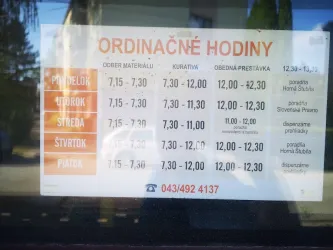 ORDINAČNÉ HODINY
ODBER MATERIÁLU KURATÍVA OBEDNÁ PRESTÁVKA 12,30 - 13,30
PONDELOK 7,15 - 7,30 7,30 - 12,00 12,00 - 12,30 poradňa Horná Štubňa
UTOROK 7,15 - 7,30 7,30 - 11,30 12,00 - 12,30 poradňa Slovenské Pravno
STREDA 7,15 - 7,30 7,30 - 11,00 11,00 - 12,00 poradňa dispenzárne prehliadky
ŠTVRTOK 7,15 - 7,30 7,30 - 12,00 12,00 - 12,30 poradňa Horná Štubňa
PIATOK 7,15 - 7,30 7,30 - 12,00 12,00 - 12,30 dispenzárne prehliadky
☎ 043/492 4137